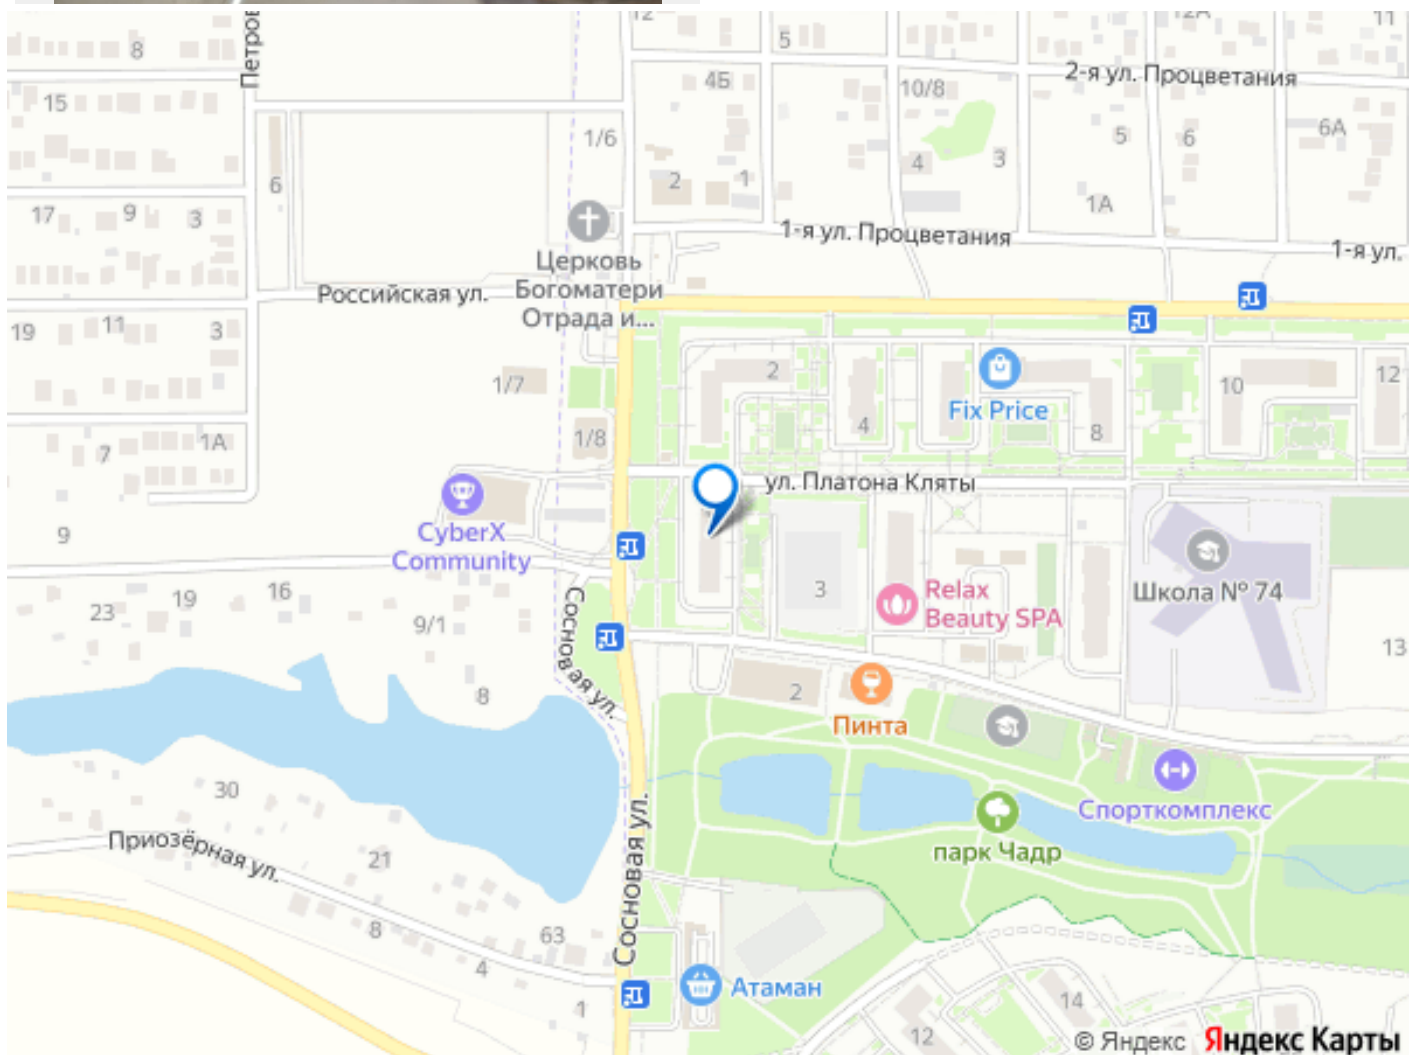 Петров
12
12А
11
8
5
4Б
10/8
2-я ул. Процветания
15
1/6
5
6
6А
6
2
1
4
3
1А
17
9
3
1-я ул. Процветания
1-я ул.
Церковь
Богоматери
Отрада и...
Российская ул.
19
11
3
1/7
2
Fix Price
10
12
1А
7
1/8
4
8
ул. Платона Кляты
CyberX
Community
9
3
Школа № 74
Relax
Beauty SPA
23
19
16
9/1
Сосновая ул.
13
8
2
Пинта
30
Спорткомплекс
Приозёрная ул.
21
Сосновая ул.
парк Чадр
8
63
4
1
Атаман
14
12
© Яндекс Яндекс Карты